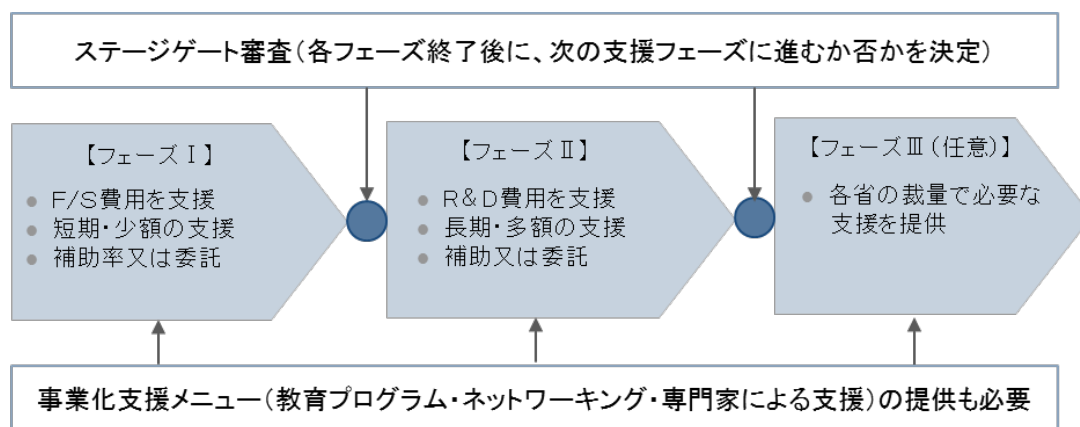 ステージゲート審査(各フェーズ終了後に、次の支援フェーズに進むか否かを決定)
【フェーズⅠ】
● F/S費用を支援
● 短期・少額の支援
● 補助率又は委託
【フェーズⅡ】
● R&D費用を支援
● 長期・多額の支援
● 補助又は委託
【フェーズⅢ(任意)】
● 各省の裁量で必要な
支援を提供
事業化支援メニュー(教育プログラム・ネットワーキング・専門家による支援)の提供も必要